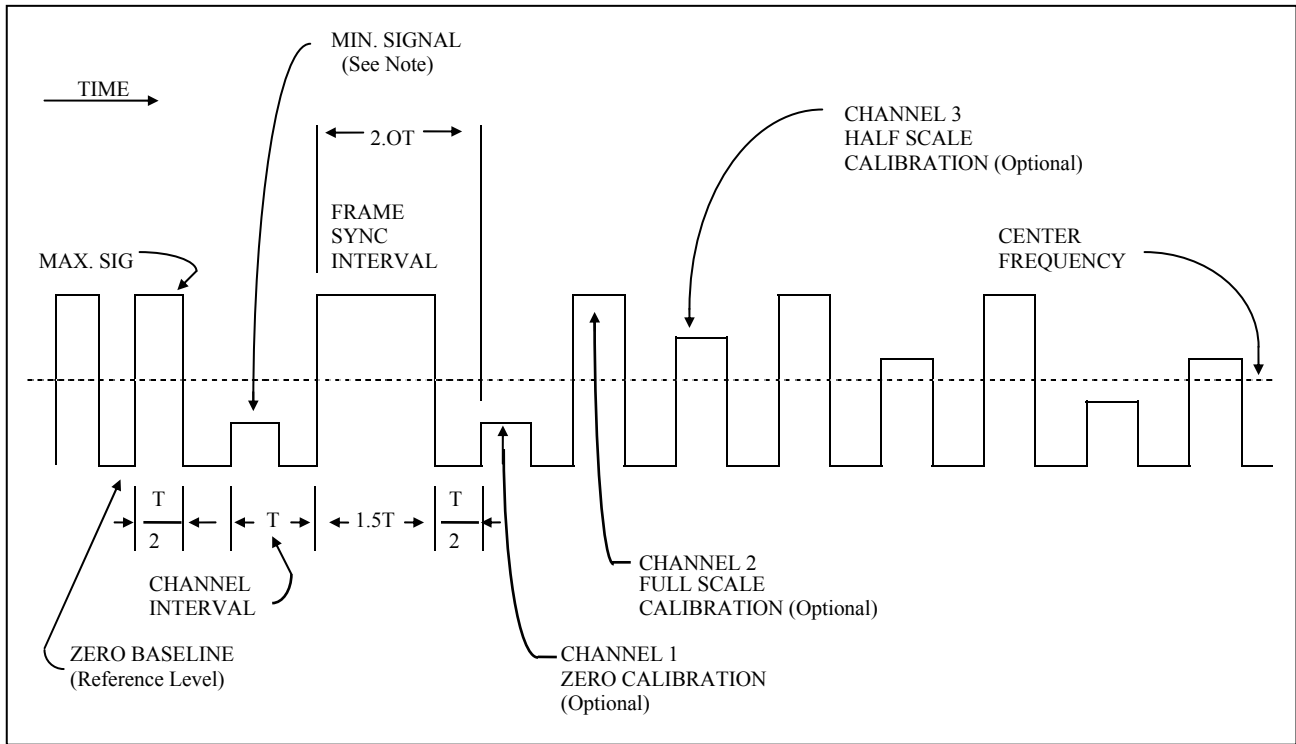 MIN. SIGNAL
(See Note)
TIME
2.OT
CHANNEL 3
HALF SCALE
CALIBRATION (Optional)
FRAME
SYNC
INTERVAL
CENTER
FREQUENCY
MAX. SIG
T
2
T
1.5T
T
2
CHANNEL
INTERVAL
CHANNEL 2
FULL SCALE
CALIBRATION (Optional)
ZERO BASELINE
(Reference Level)
CHANNEL 1
ZERO CALIBRATION
(Optional)